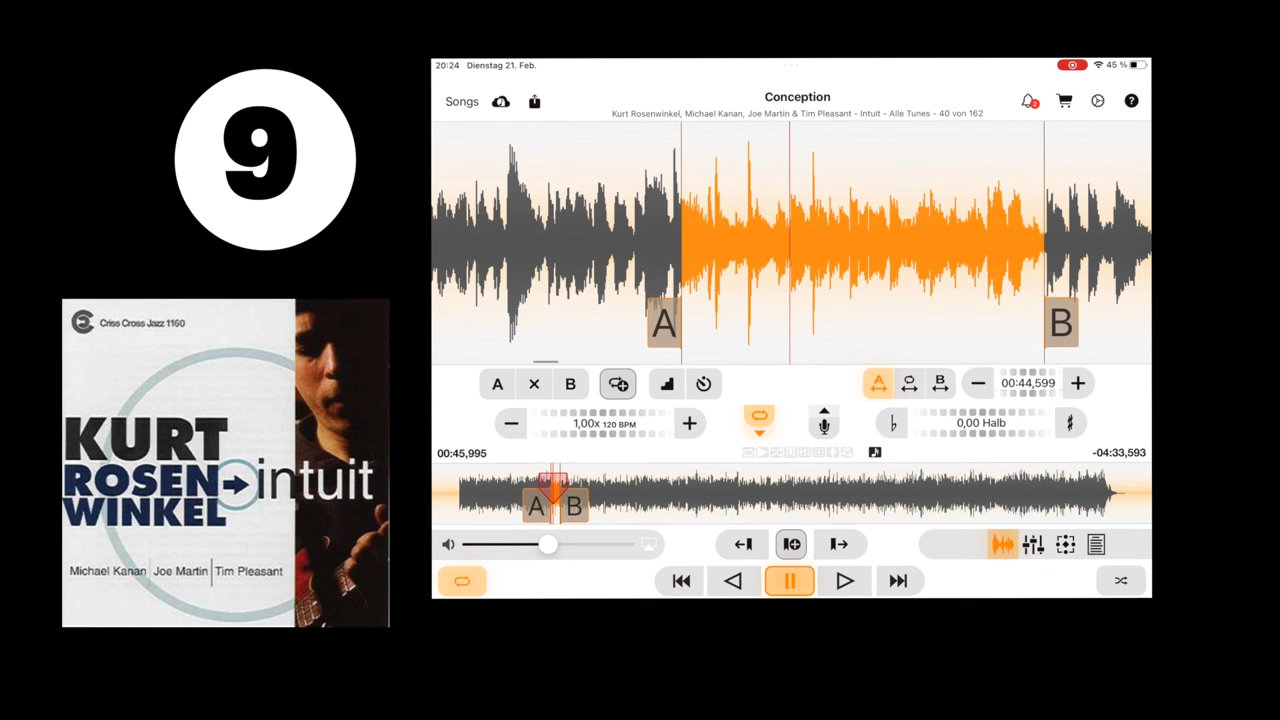 9
Criss Cross Jazz 1160
KURT
ROSEN
WINKEL
intuit
Michael Kanan Joe Martin Tim Pleasant
20:24 Dienstag 21. Feb.
45 %
Songs
Conception
Kurt Rosenwinkel, Michael Kanan, Joe Martin & Tim Pleasant - Intuit - Alle Tunes - 40 von 162
2
?
A
B
A × B
A B
− 00:44,599 +
− 1,00x 120 BPM +
♭ 0,00 Halb ♯
00:45,995
-04:33,593
A B